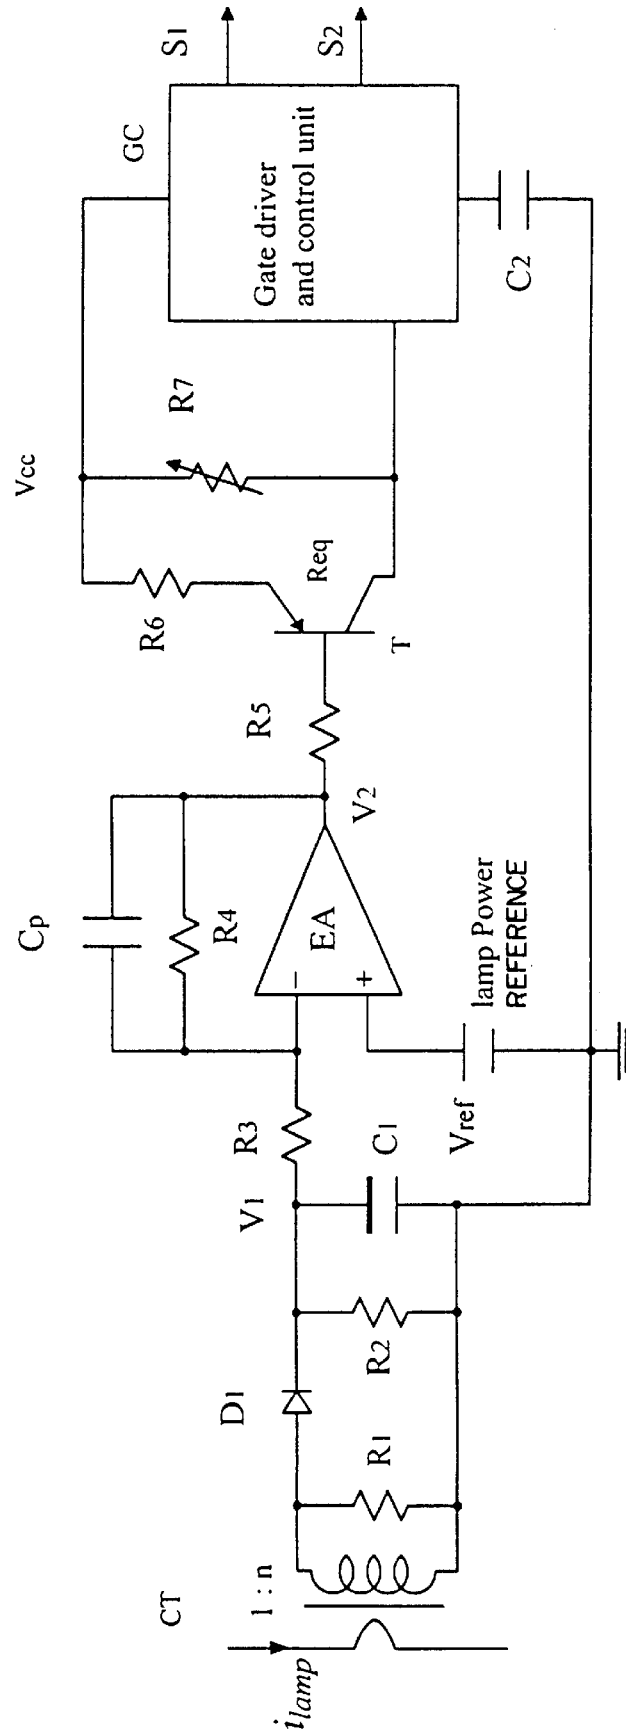 CT
i lamp
1 : n
R1
D1
R2
V1
C1
R3
Cp
R4
EA
−
+
Vref
lamp Power
REFERENCE
V2
R5
T
R6
Req
Vcc
R7
GC
Gate driver
and control unit
C2
S1
S2